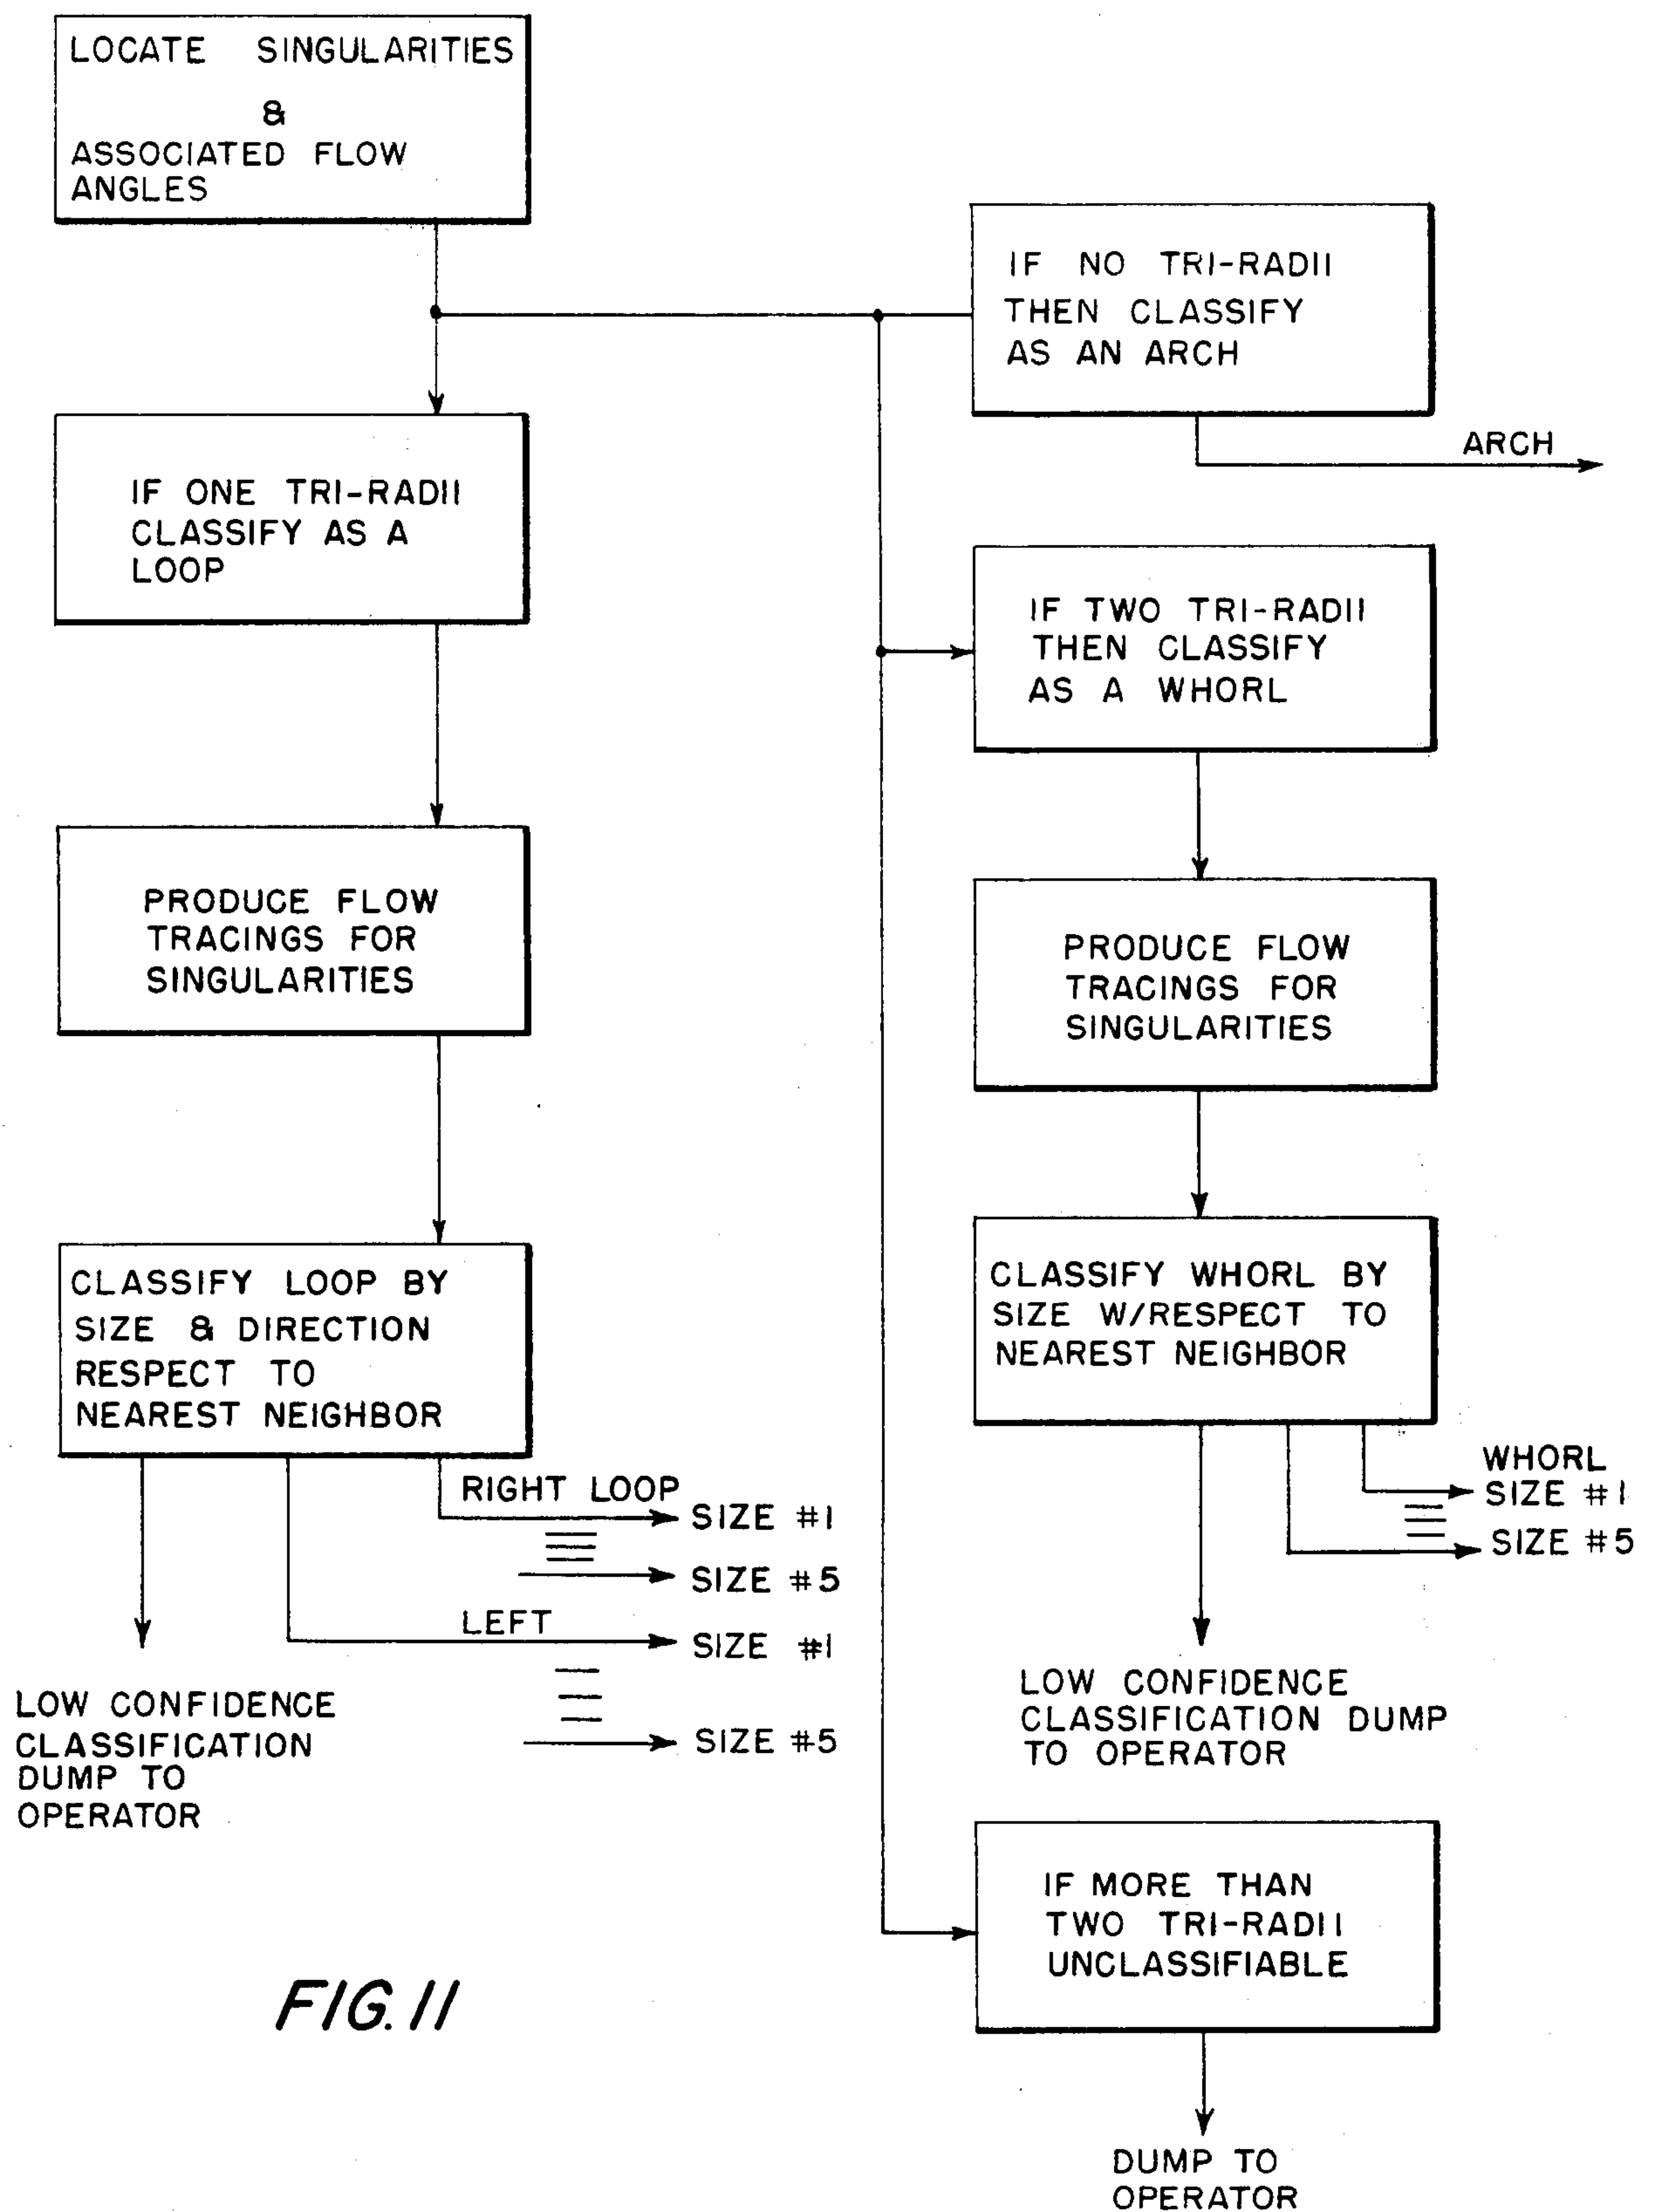 LOCATE SINGULARITIES
&
ASSOCIATED FLOW
ANGLES
IF NO TRI-RADII
THEN CLASSIFY
AS AN ARCH
ARCH
IF ONE TRI-RADII
CLASSIFY AS A
LOOP
IF TWO TRI-RADII
THEN CLASSIFY
AS A WHORL
PRODUCE FLOW
TRACINGS FOR
SINGULARITIES
PRODUCE FLOW
TRACINGS FOR
SINGULARITIES
CLASSIFY LOOP BY
SIZE & DIRECTION
RESPECT TO
NEAREST NEIGHBOR
CLASSIFY WHORL BY
SIZE W/RESPECT TO
NEAREST NEIGHBOR
RIGHT LOOP
SIZE #1
SIZE #5
LEFT
SIZE #1
SIZE #5
WHORL
SIZE #1
SIZE #5
LOW CONFIDENCE
CLASSIFICATION
DUMP TO
OPERATOR
LOW CONFIDENCE
CLASSIFICATION DUMP
TO OPERATOR
IF MORE THAN
TWO TRI-RADII
UNCLASSIFIABLE
DUMP TO
OPERATOR
FIG. 11